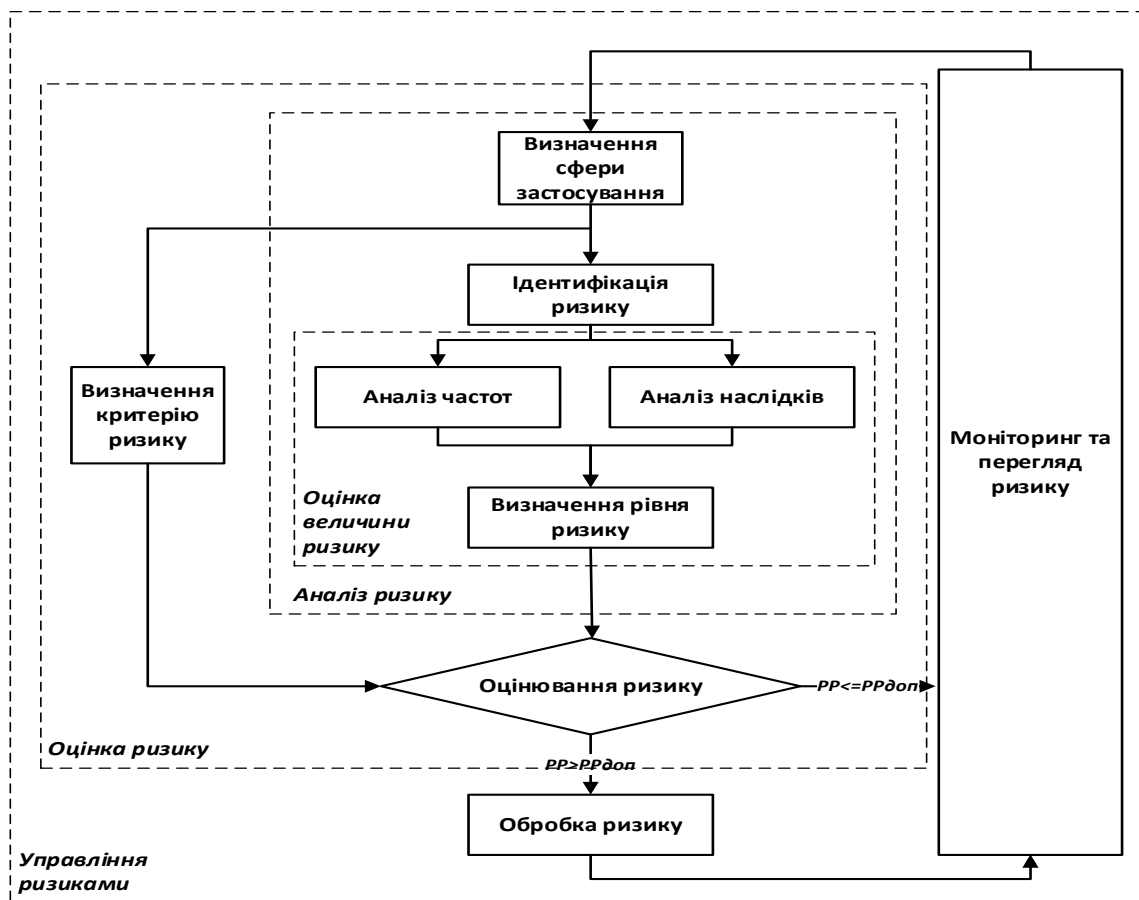 Визначення
сфери
застосування
Ідентифікація
ризику
Визначення
критерію
ризику
Аналіз частот
Аналіз наслідків
Моніторинг та
перегляд
ризику
Оцінка
величини
ризику
Визначення рівня
ризику
Аналіз ризику
Оцінювання ризику
РР<=РРдоп
Оцінка ризику
РР>РРдоп
Обробка ризику
Управління
ризиками